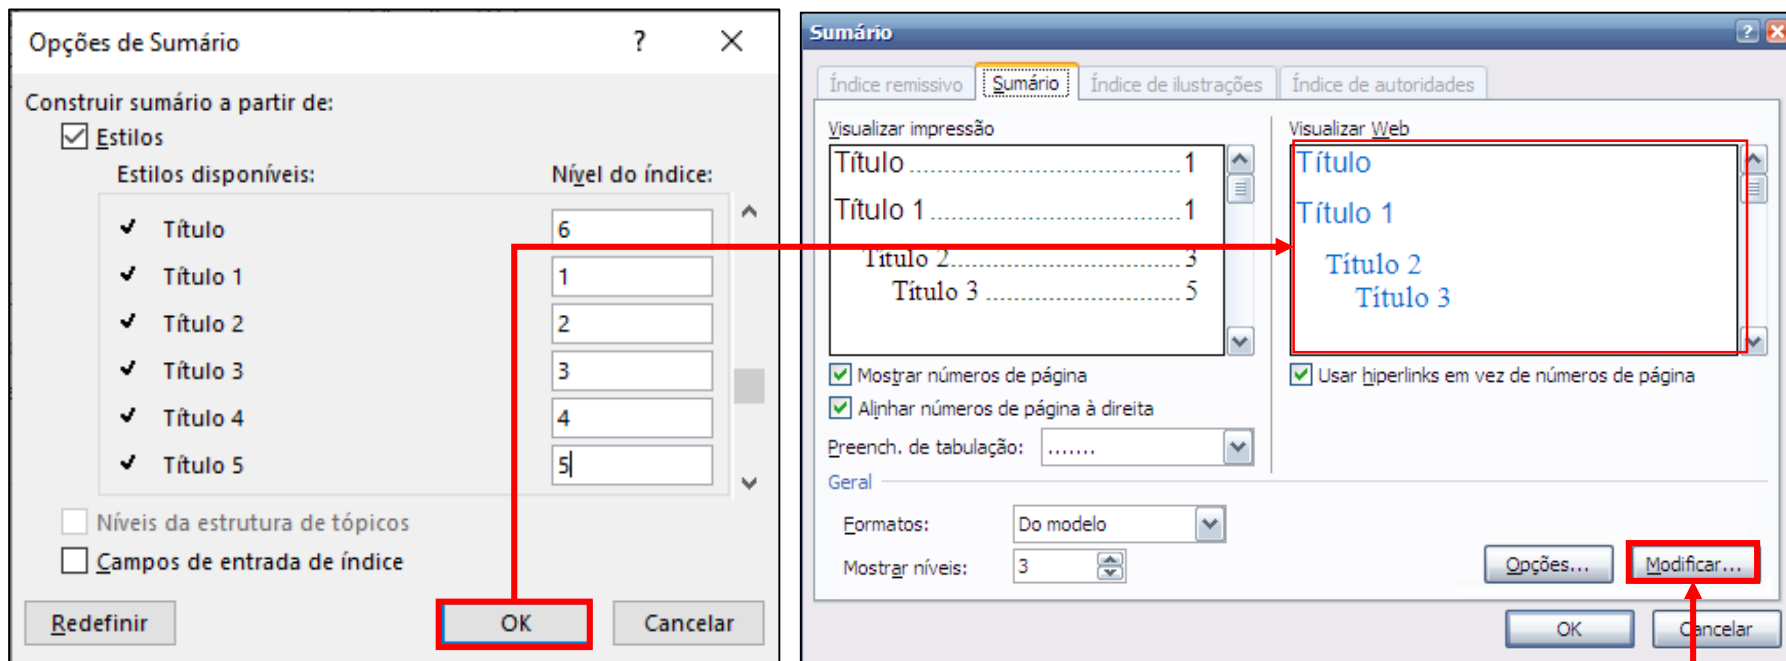 Opções de Sumário
Construir sumário a partir de:
Estilos
Estilos disponíveis: Nível do índice:
Título 6
Título 1 1
Título 2 2
Título 3 3
Título 4 4
Título 5 5
Níveis da estrutura de tópicos
Campos de entrada de índice
Redefinir OK Cancelar
Sumário
Índice remissivo Sumário Índice de ilustrações Índice de autoridades
Visualizar impressão
Título.................................1
Título 1...............................1
Título 2............................3
Título 3.........................5
Mostrar números de página
Alinhar números de página à direita
Preench. de tabulação: .......
Visualizar Web
Título
Título 1
Título 2
Título 3
Usar hiperlinks em vez de números de página
Geral
Formatos: Do modelo
Mostrar níveis: 3
Opções... Modificar...
OK Cancelar